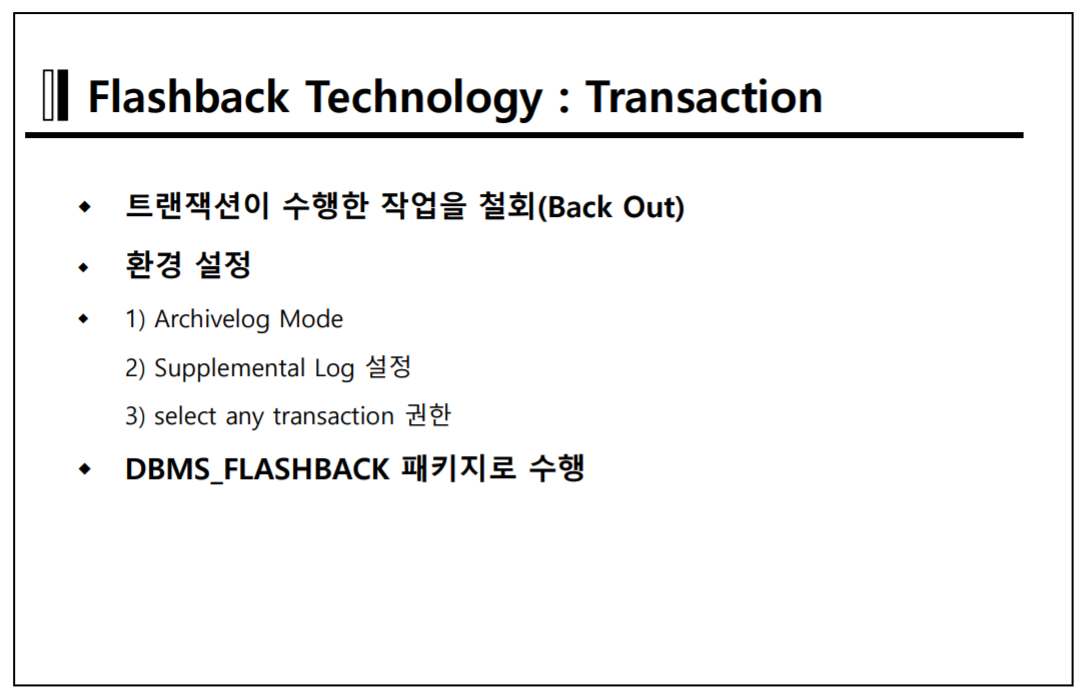 Flashback Technology : Transaction
◆ 트랜잭션이 수행한 작업을 철회(Back Out)
◆ 환경 설정
◆ 1) Archivelog Mode
2) Supplemental Log 설정
3) select any transaction 권한
◆ DBMS_FLASHBACK 패키지로 수행